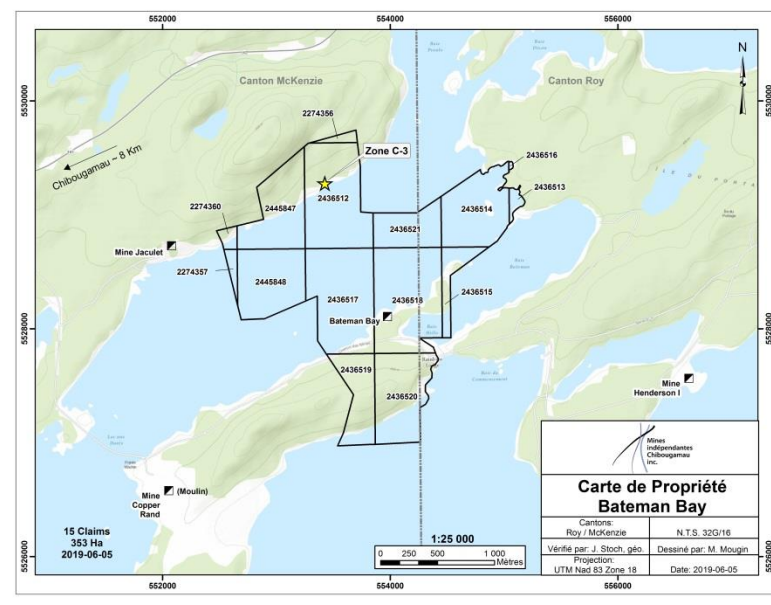 552000
554000
556000
Canton McKenzie
Canton Roy
N
5530000
5530000
2274356
Chibougamau ~ 8 Km
Zone C-3
2436516
2436513
2274360
2445847
2436512
2436514
2436521
Mine Jaculet
2274357
2445848
2436517
2436518
2436515
Bateman Bay
5528000
5528000
2436519
2436520
Mine
Henderson I
Mines
indépendantes
Chibougamau
inc.
Carte de Propriété
Bateman Bay
Cantons:
Roy / McKenzie
N.T.S. 32G/16
Vérifié par: J. Stoch, géo.
Dessiné par: M. Mougin
Projection:
UTM Nad 83 Zone 18
Date: 2019-06-05
Mine
Copper
Rand
(Moulin)
15 Claims
353 Ha
2019-06-05
1:25 000
0 250 500 1 000
Mètres
5526000
5526000
552000
554000
556000